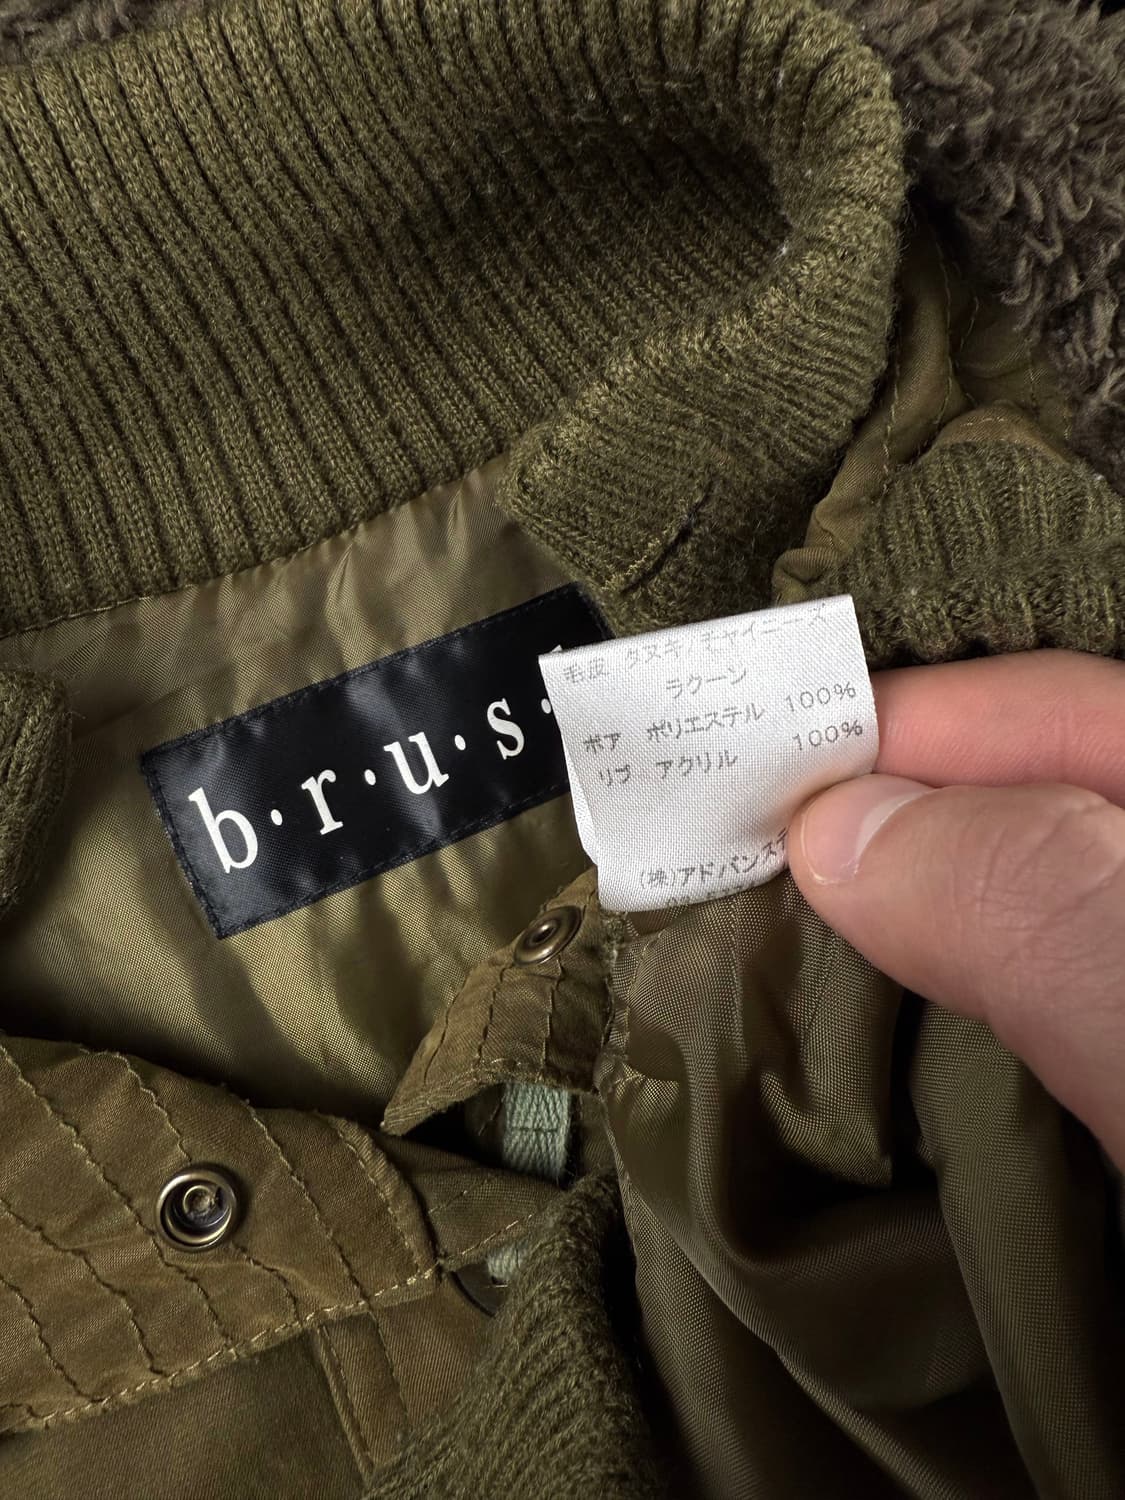 b·r·u·s·
毛皮 タヌキ/チャイニーズ
ラクーン
ボア ポリエステル 100%
リブ アクリル 100%
(株)アドバンス